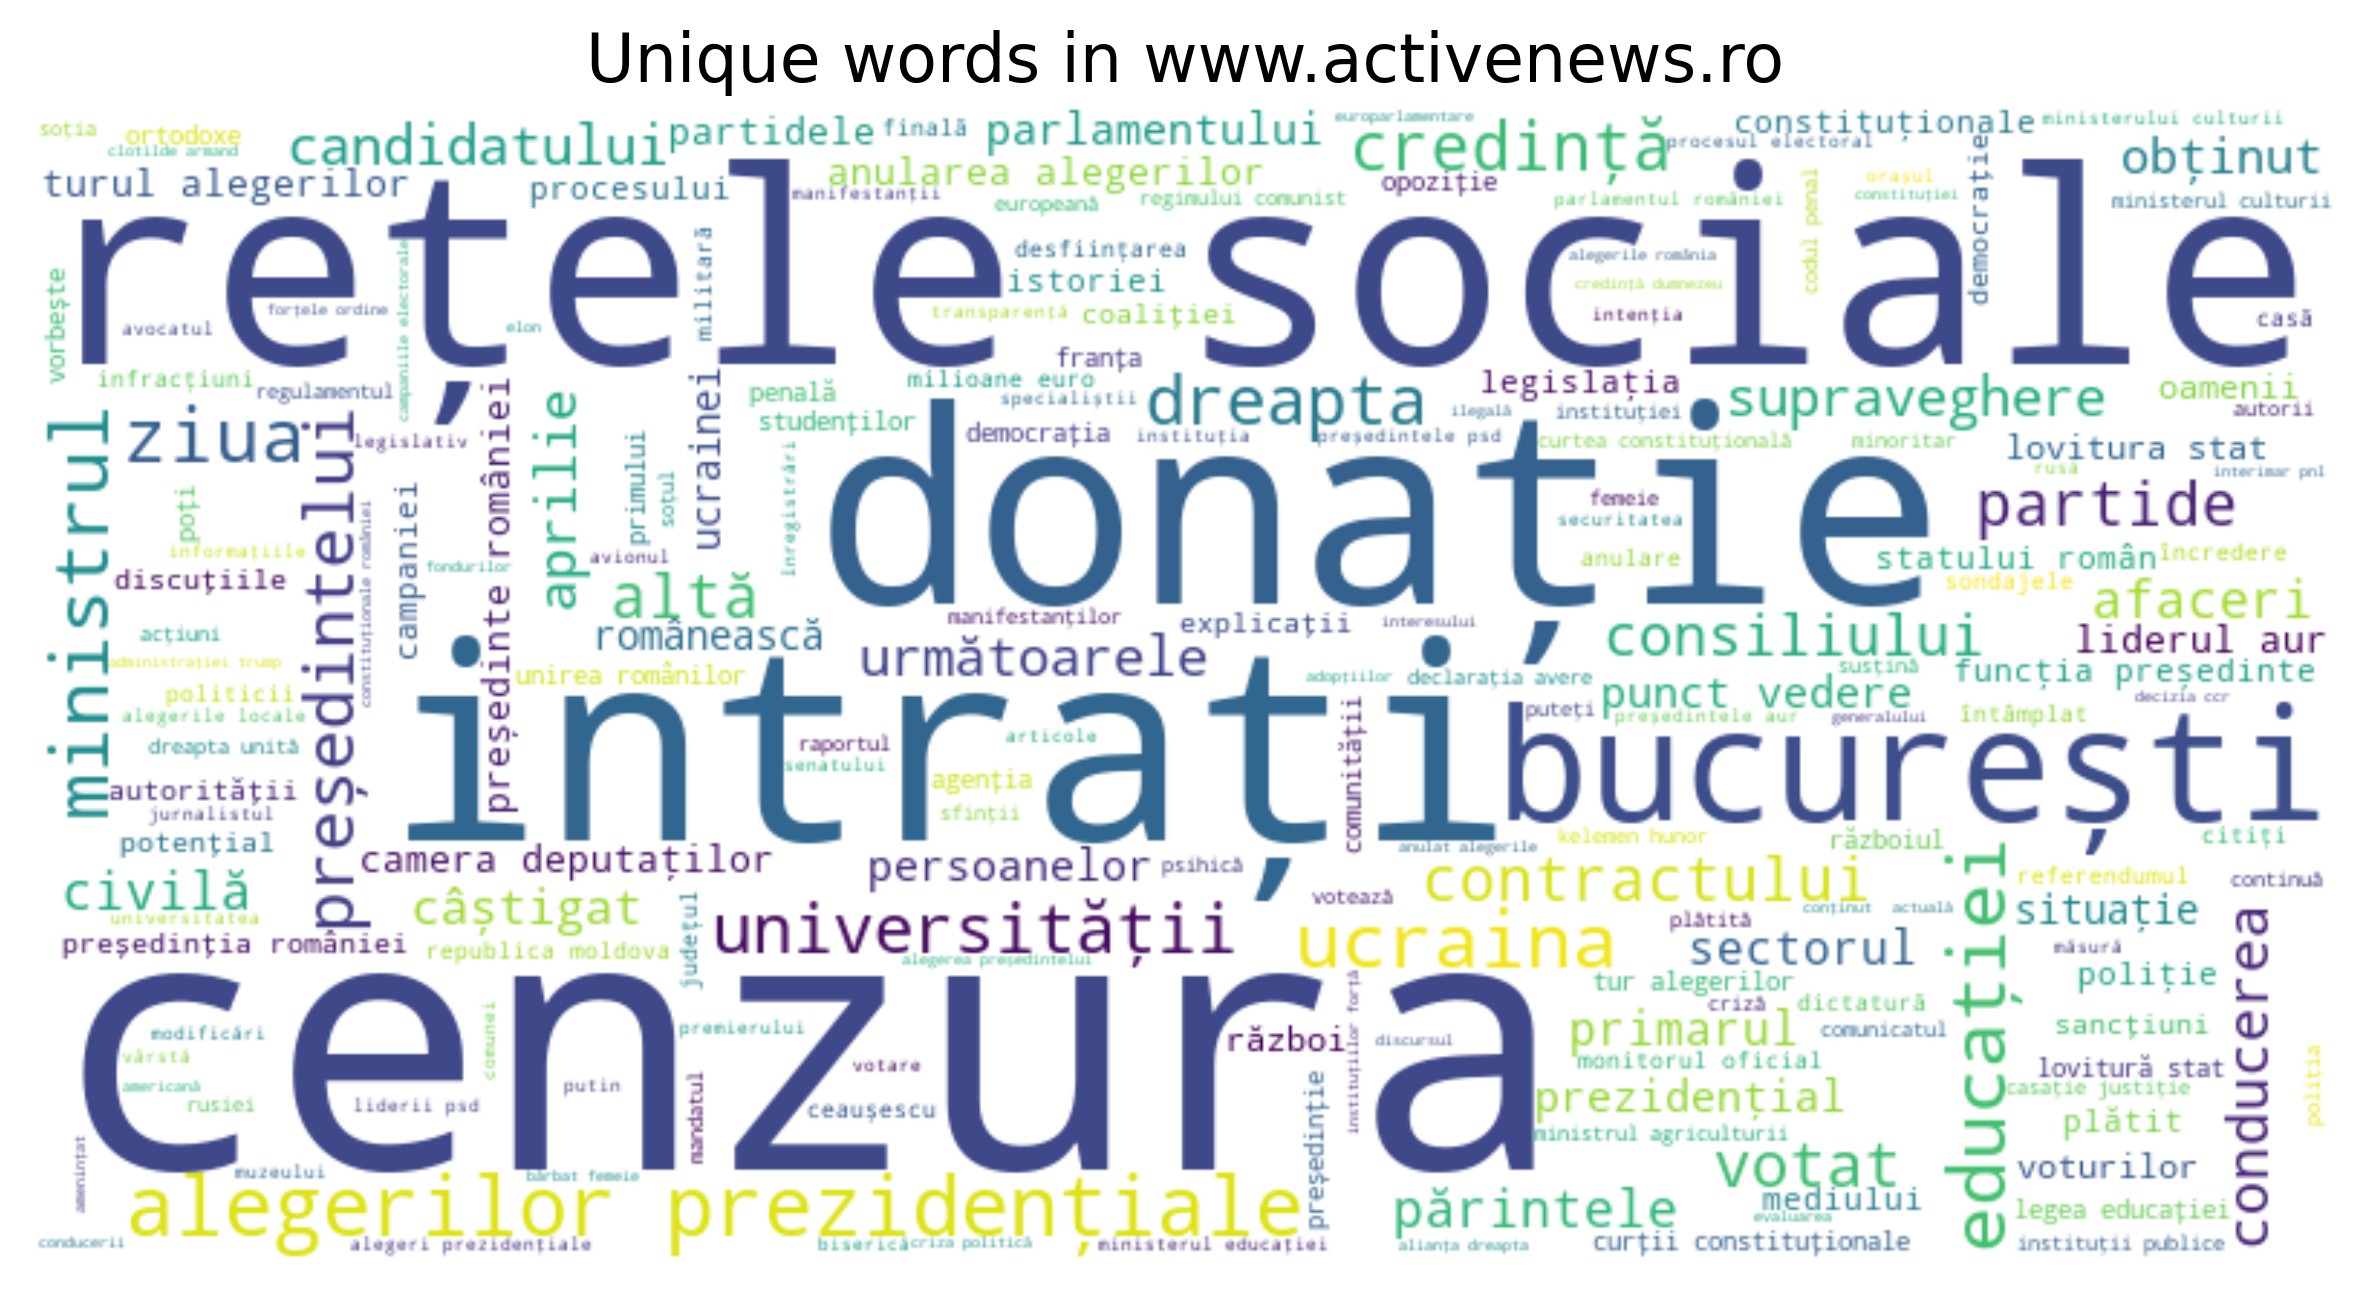 Unique words in www.activenews.ro
soția
ortodoxe
clotilde armand
candidatului
partidele
finală
parlamentului
europarlamentare
credință
procesul electoral
constituționale
ministerului culturii
obținut
turul alegerilor
procesului
manifestanții
anularea alegerilor
europeană
regimului comunist
opoziție
parlamentul româniel
codul penal
orașul
constituției
democrație
ministerul culturii
rețele sociale
vorbește
forțele ordine
avocatul
campaniile electorale
elon
militară
desființarea
istoriei
transparență
coaliției
alegerile românia
credință dumnezeu
intenția
casă
franța
infracțiuni
regulamentul
penală
studenților
milioane euro
specialiștii
dreapta
legislația
supraveghere
oamenii
autorii
ministrul
ziua
președintelui
legislativ
președinte româniel
aprilie
ucrainei
democrația
instituția
ilegală
instituției
președintele psd
curtea constituțională
minoritar
lovitura stat
rusă
interimar pnl
poți
constituționale româniel
campaniei
primului
soțul
înregistrări
donație
femeie
securitatea
anulare
partide
informațiile
discuțiile
fondurilor
avionul
altă
statului român
încredere
sondajele
afaceri
acțiuni
românească
manifestanților
explicații
interesului
consiliului
liderul aur
administrației trump
următoarele
politicii
unirea românilor
adopțiilor
declarația avere
susțină
funcția președinte
punct vedere
decizia ccr
alegerile locale
dreapta unită
intrați
raportul
senatului
articole
agenția
sfinții
comunității
puteți
președintele aur
generalului
întâmplat
bucurești
autorității
jurnalistul
potențial
camera deputaților
persoanelor
psihică
anulat alegerile
kelemen hunor
războiul
citiți
civilă
universitatea
câștigat
județul
votează
contractului
educației
referendumul
continuă
președinția româniel
republica moldova
universității
alegerea președintelui
ucraina
plătită
conținut
actuală
situație
sectorul
măsură
conducerea
cenzura
modificări
vârstă
americană
rusiei
comunei
liderii psd
putin
premierului
mandatul
votare
ceaușescu
război
instituțiilor forță
discursul
tur alegerilor
criză
dictatură
poliție
primarul
comunicatul
sancțiuni
monitorul oficial
lovitură stat
prezidențial
casație justiție
poliția
președinție
ministrul agriculturii
plătit
amenințat
muzeului
bărbat femeie
votat
voturilor
alegerilor prezidențiale
părintele
mediului
evaluarea
legea educației
conducerii
alegeri prezidențiale
biserică
criza politică
ministerul educației
alianța dreapta
curții constituționale
instituții publice